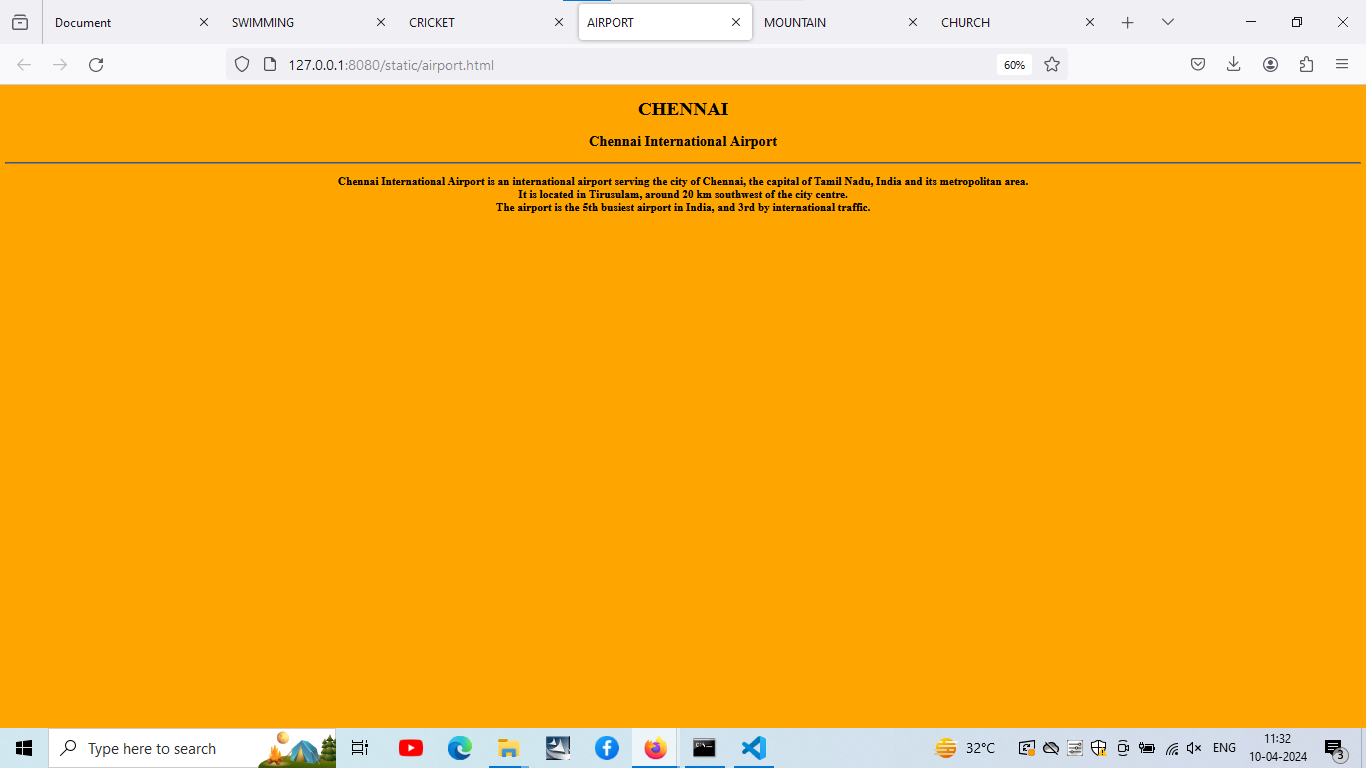 Document
SWIMMING
CRICKET
AIRPORT
MOUNTAIN
CHURCH
127.0.0.1:8080/static/airport.html
60%
CHENNAI
Chennai International Airport
Chennai International Airport is an international airport serving the city of Chennai, the capital of Tamil Nadu, India and its metropolitan area.
It is located in Tirusulam, around 20 km southwest of the city centre.
The airport is the 5th busiest airport in India, and 3rd by international traffic.
Type here to search
32°C
ENG
11:32
10-04-2024
3